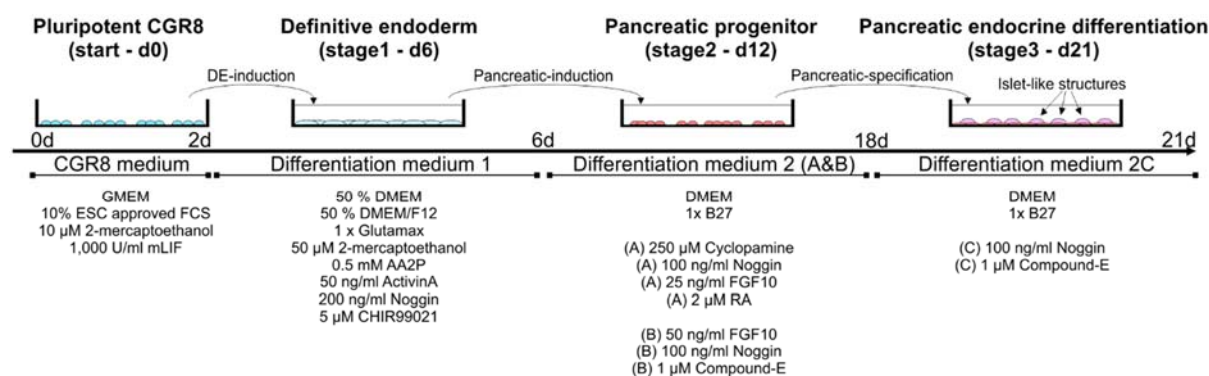 Pluripotent CGR8
(start - d0)
Definitive endoderm
(stage1 - d6)
Pancreatic progenitor
(stage2 - d12)
Pancreatic endocrine differentiation
(stage3 - d21)
DE-induction
Pancreatic-induction
Pancreatic-specification
Islet-like structures
0d
2d
6d
18d
21d
CGR8 medium
Differentiation medium 1
Differentiation medium 2 (A&B)
Differentiation medium 2C
GMEM
10% ESC approved FCS
10 µM 2-mercaptoethanol
1,000 U/ml mLIF
50 % DMEM
50 % DMEM/F12
1 x Glutamax
50 µM 2-mercaptoethanol
0.5 mM AA2P
50 ng/ml ActivinA
200 ng/ml Noggin
5 µM CHIR99021
DMEM
1x B27
(A) 250 µM Cyclopamine
(A) 100 ng/ml Noggin
(A) 25 ng/ml FGF10
(A) 2 µM RA
(B) 50 ng/ml FGF10
(B) 100 ng/ml Noggin
(B) 1 µM Compound-E
DMEM
1x B27
(C) 100 ng/ml Noggin
(C) 1 µM Compound-E